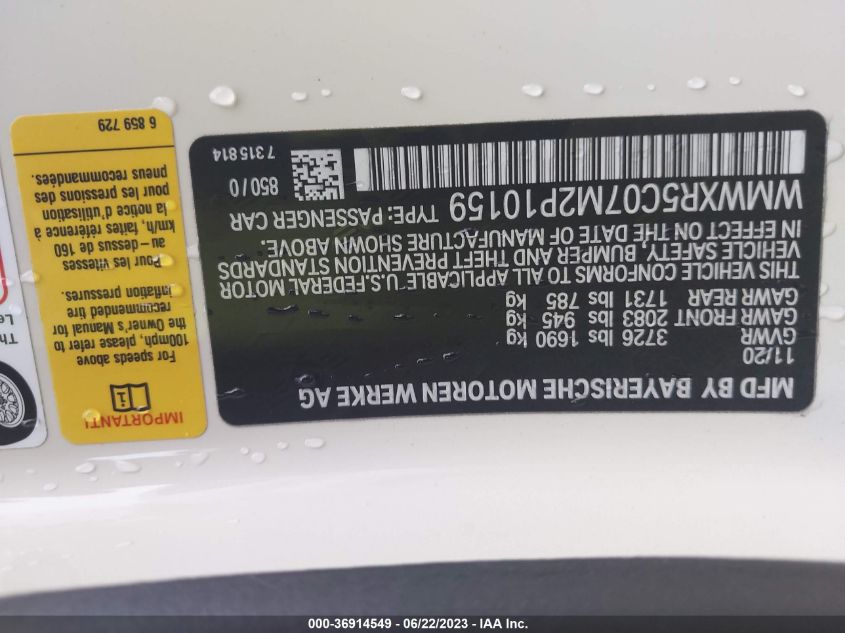 MFD BY BAYERISCHE MOTOREN WERKE AG
11/20
GVWR 3726 lbs 1690 kg
GAWR FRONT 2083 lbs 945 kg
GAWR REAR 1731 lbs 785 kg
THIS VEHICLE CONFORMS TO ALL APPLICABLE U.S.FEDERAL MOTOR
VEHICLE SAFETY, BUMPER AND THEFT PREVENTION STANDARDS
IN EFFECT ON THE DATE OF MANUFACTURE SHOWN ABOVE.
WMWXR5C07M2P10159 TYPE: PASSENGER CAR
850 / 0
7315814
IMPORTANT!
For speeds above
100mph, please refer to
the Owner's Manual for
recommended tire
inflation pressures.
Pour les vitesses
au-dessus de 160
km/h, faites référence à
la notice d'utilisation
pour les pressions des
pneus recommandées.
6 859 729
000-36914549 / 06/22/2023 - IAA Inc.